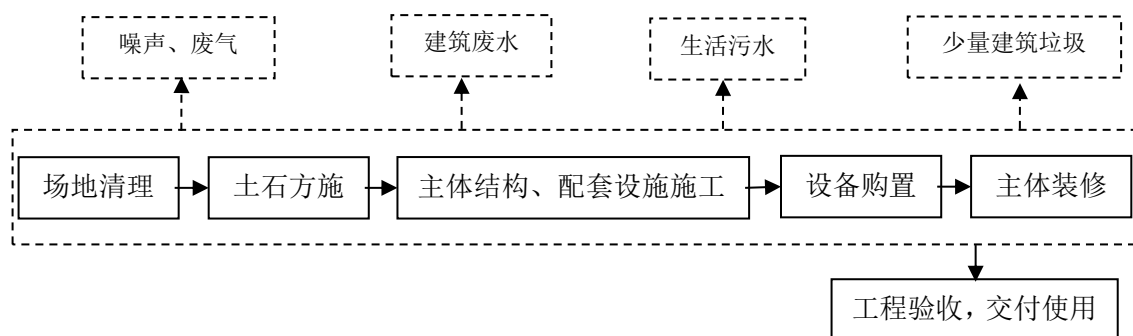 噪声、废气
建筑废水
生活污水
少量建筑垃圾
场地清理
土石方施
主体结构、配套设施施工
设备购置
主体装修
工程验收，交付使用